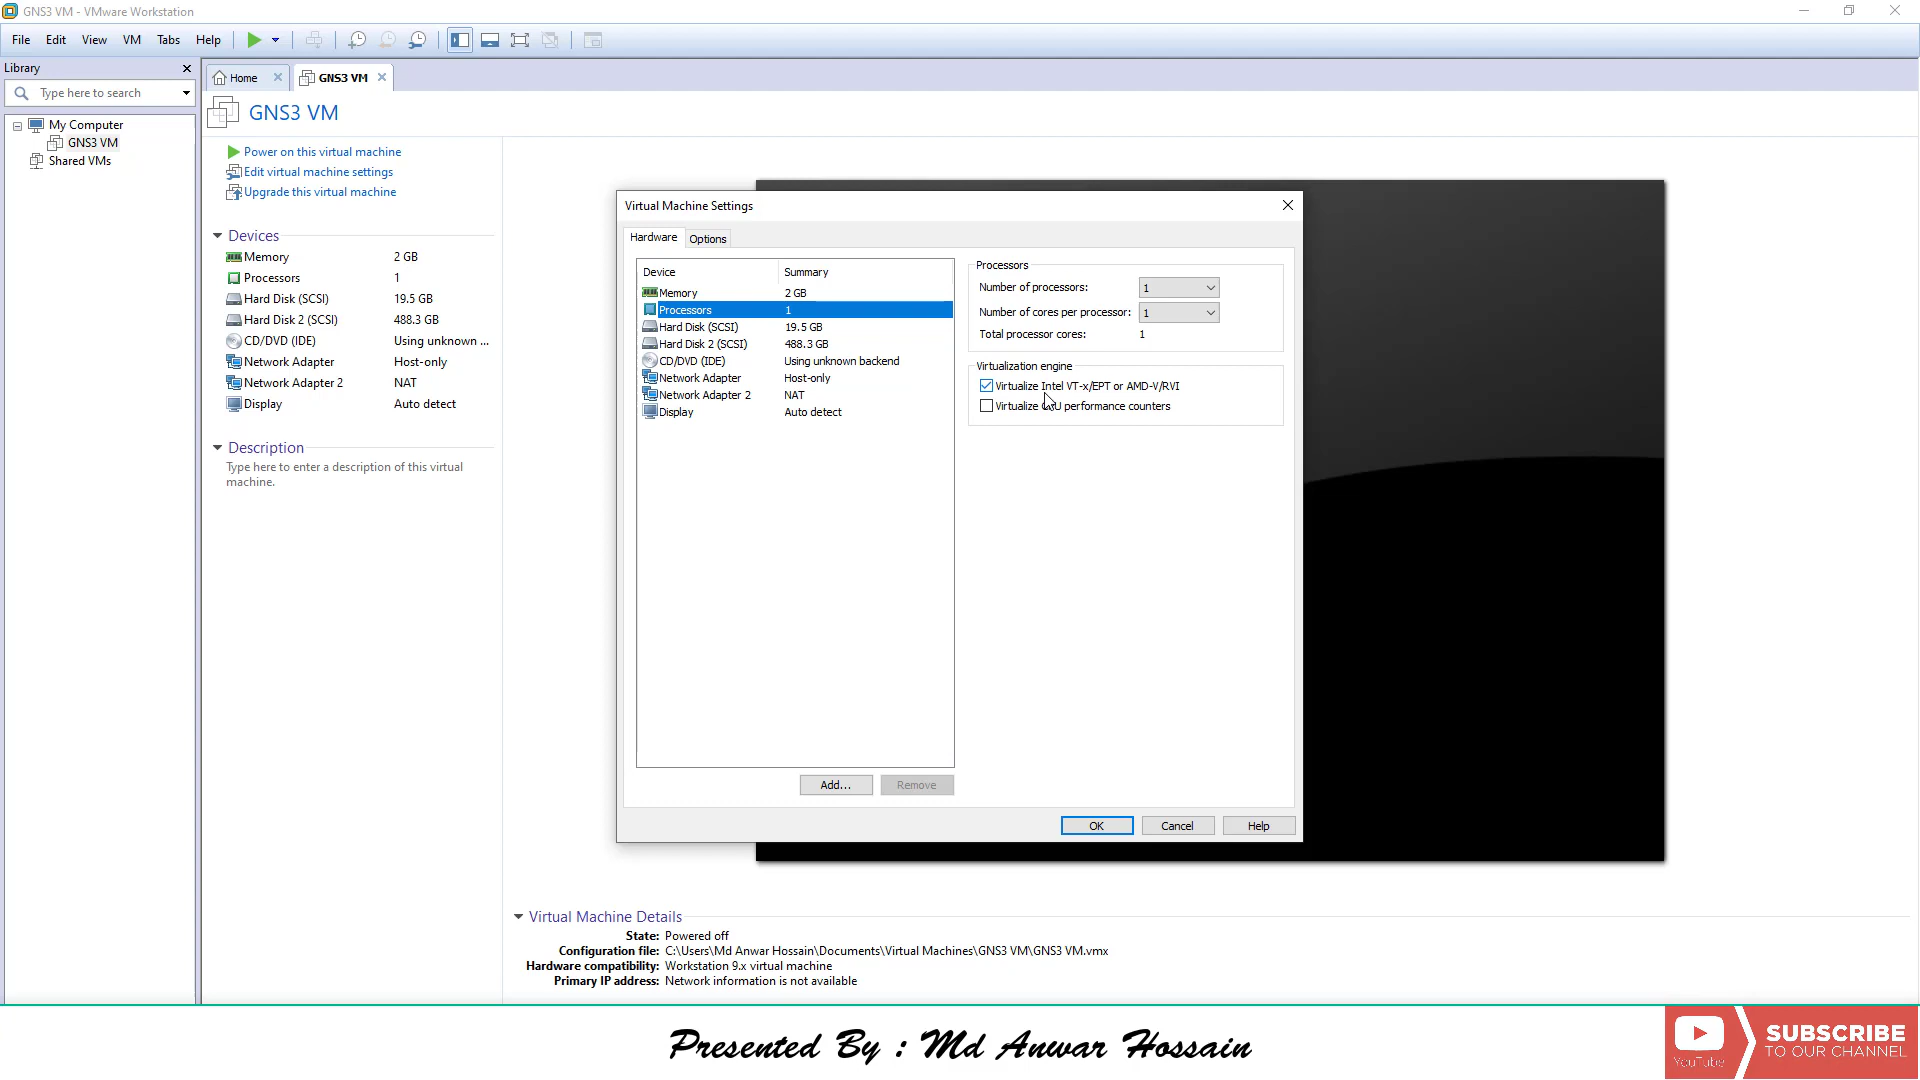 GNS3 VM - VMware Workstation
File Edit View VM Tabs Help
Library
Type here to search
My Computer
GNS3 VM
Shared VMs
Home
GNS3 VM
GNS3 VM
Power on this virtual machine
Edit virtual machine settings
Upgrade this virtual machine
Devices
Memory 2 GB
Processors 1
Hard Disk (SCSI) 19.5 GB
Hard Disk 2 (SCSI) 488.3 GB
CD/DVD (IDE) Using unknown ...
Network Adapter Host-only
Network Adapter 2 NAT
Display Auto detect
Description
Type here to enter a description of this virtual
machine.
Virtual Machine Settings
Hardware Options
Device Summary
Memory 2 GB
Processors 1
Hard Disk (SCSI) 19.5 GB
Hard Disk 2 (SCSI) 488.3 GB
CD/DVD (IDE) Using unknown backend
Network Adapter Host-only
Network Adapter 2 NAT
Display Auto detect
Add... Remove
Processors
Number of processors: 1
Number of cores per processor: 1
Total processor cores: 1
Virtualization engine
Virtualize Intel VT-x/EPT or AMD-V/RVI
Virtualize CPU performance counters
OK Cancel Help
Virtual Machine Details
State: Powered off
Configuration file: C:\Users\Md Anwar Hossain\Documents\Virtual Machines\GNS3 VM\GNS3 VM.vmx
Hardware compatibility: Workstation 9.x virtual machine
Primary IP address: Network information is not available
Presented By : Md Anwar Hossain
YouTube
SUBSCRIBE
TO OUR CHANNEL